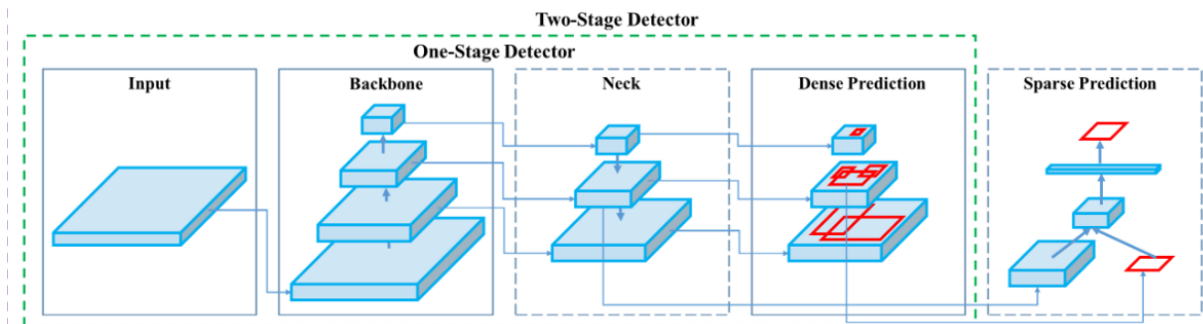 Two-Stage Detector
One-Stage Detector
Input
Backbone
Neck
Dense Prediction
Sparse Prediction